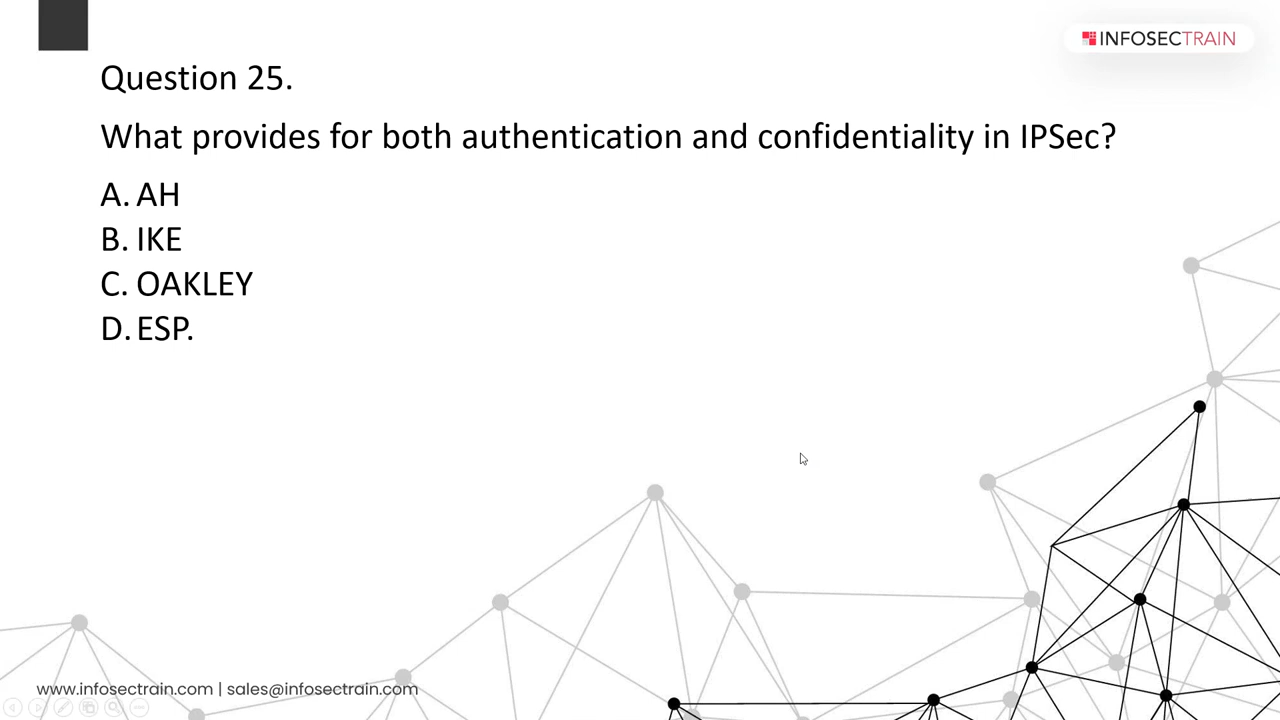 INFOSECTRAIN
Question 25.
What provides for both authentication and confidentiality in IPSec?
A. AH
B. IKE
C. OAKLEY
D. ESP.
www.infosectrain.com | sales@infosectrain.com